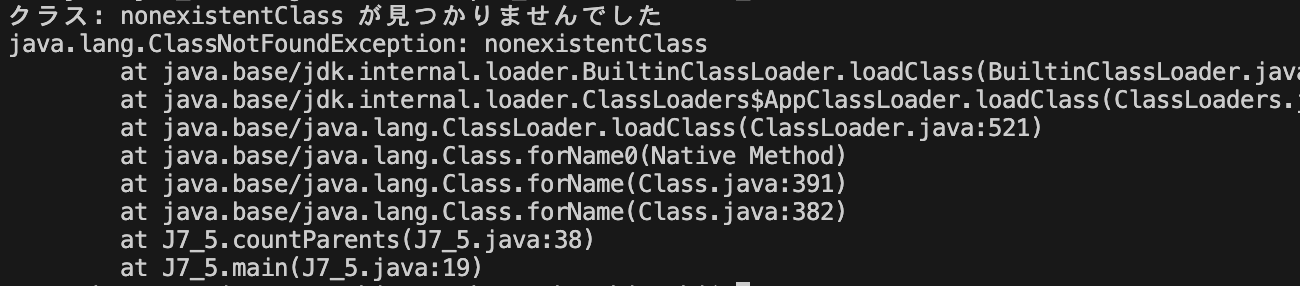 クラス: nonexistentClass が見つかりませんでした
java.lang.ClassNotFoundException: nonexistentClass
at java.base/jdk.internal.loader.BuiltinClassLoader.loadClass(BuiltinClassLoader.java
at java.base/jdk.internal.loader.ClassLoaders$AppClassLoader.loadClass(ClassLoaders.j
at java.base/java.lang.ClassLoader.loadClass(ClassLoader.java:521)
at java.base/java.lang.Class.forName0(Native Method)
at java.base/java.lang.Class.forName(Class.java:391)
at java.base/java.lang.Class.forName(Class.java:382)
at J7_5.countParents(J7_5.java:38)
at J7_5.main(J7_5.java:19)